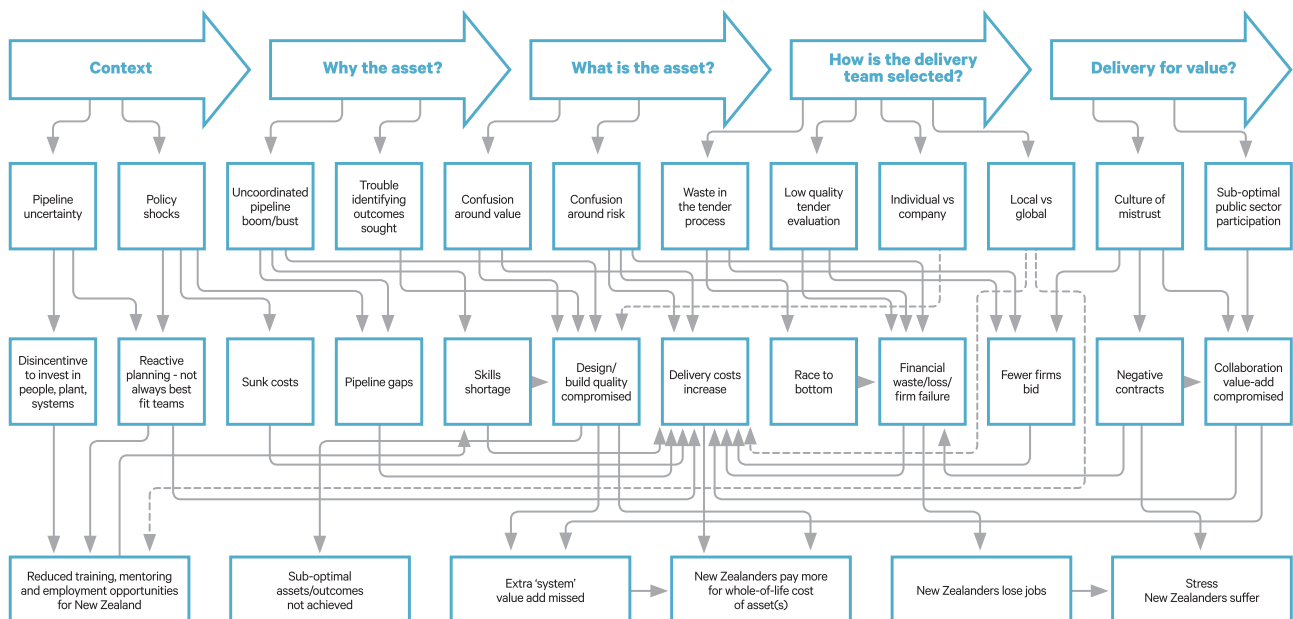 Context
Why the asset?
What is the asset?
How is the delivery
team selected?
Delivery for value?
Pipeline
uncertainty
Policy
shocks
Uncoordinated
pipeline
boom/bust
Trouble
identifying
outcomes
sought
Confusion
around value
Confusion
around risk
Waste in
the tender
process
Low quality
tender
evaluation
Individual vs
company
Local vs
global
Culture of
mistrust
Sub-optimal
public sector
participation
Disincentinve
to invest in
people, plant,
systems
Reactive
planning - not
always best
fit teams
Sunk costs
Pipeline gaps
Skills
shortage
Design/
build quality
compromised
Delivery costs
increase
Race to
bottom
Financial
waste/loss/
firm failure
Fewer firms
bid
Negative
contracts
Collaboration
value-add
compromised
Reduced training, mentoring
and employment opportunities
for New Zealand
Sub-optimal
assets/outcomes
not achieved
Extra ‘system’
value add missed
New Zealanders pay more
for whole-of-life cost
of asset(s)
New Zealanders lose jobs
Stress
New Zealanders suffer